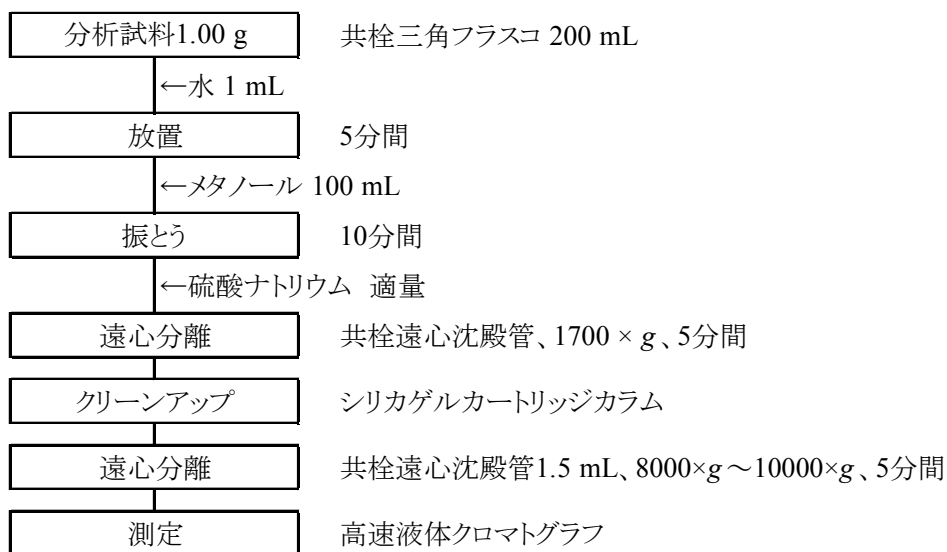 分析試料1.00 g 共栓三角フラスコ 200 mL
←水 1 mL
放置 5分間
←メタノール 100 mL
振とう 10分間
←硫酸ナトリウム 適量
遠心分離 共栓遠心沈殿管、1700 × g、5分間
クリーンアップ シリカゲルカートリッジカラム
遠心分離 共栓遠心沈殿管1.5 mL、8000×g～10000×g、5分間
測定 高速液体クロマトグラフ